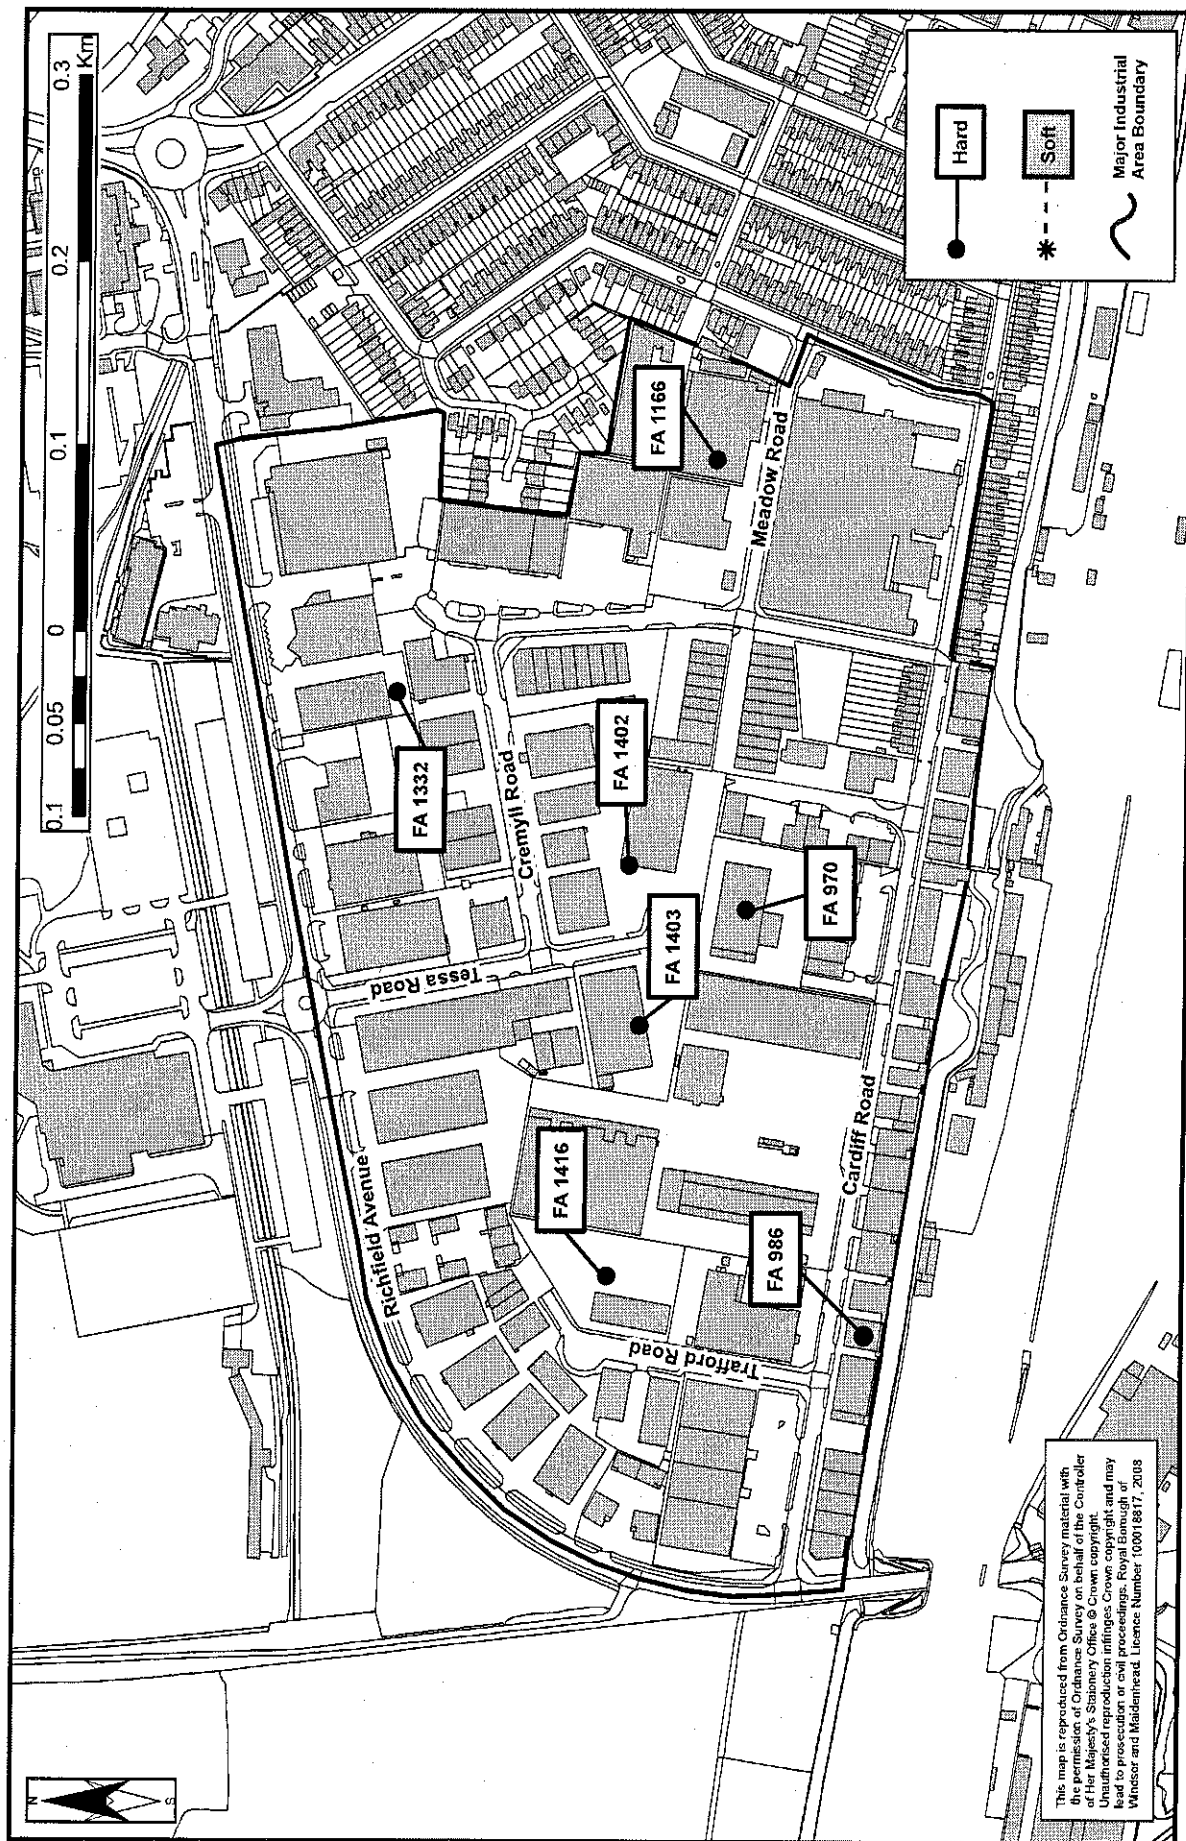 N
S
0.1
0.05
0
0.1
0.2
0.3
Km
Richfield Avenue
Tessa Road
Cremyll Road
Trafford Road
Cardiff Road
Meadow Road
FA 1332
FA 1402
FA 1166
FA 1403
FA 970
FA 1416
FA 986
Hard
Soft
Major Industrial
Area Boundary
This map is reproduced from Ordnance Survey material with
the permission of Ordnance Survey on behalf of the Controller
of Her Majesty's Stationery Office © Crown copyright.
Unauthorised reproduction infringes Crown copyright and may
lead to prosecution or civil proceedings. Royal Borough of
Windsor and Maidenhead. Licence Number 100018817, 2008